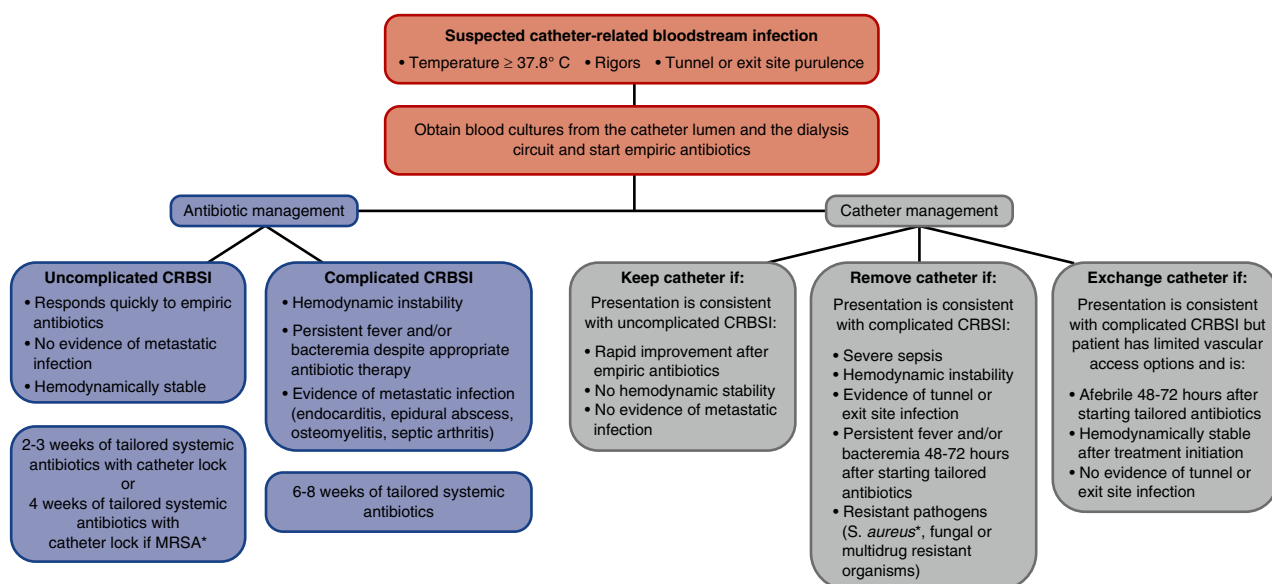 Suspected catheter-related bloodstream infection
• Temperature ≥ 37.8° C • Rigors • Tunnel or exit site purulence
Obtain blood cultures from the catheter lumen and the dialysis
circuit and start empiric antibiotics
Antibiotic management
Catheter management
Uncomplicated CRBSI
• Responds quickly to empiric
antibiotics
• No evidence of metastatic
infection
• Hemodynamically stable
2-3 weeks of tailored systemic
antibiotics with catheter lock
or
4 weeks of tailored systemic
antibiotics with
catheter lock if MRSA*
Complicated CRBSI
• Hemodynamic instability
• Persistent fever and/or
bacteremia despite appropriate
antibiotic therapy
• Evidence of metastatic infection
(endocarditis, epidural abscess,
osteomyelitis, septic arthritis)
6-8 weeks of tailored systemic
antibiotics
Keep catheter if:
Presentation is consistent
with uncomplicated CRBSI:
• Rapid improvement after
empiric antibiotics
• No hemodynamic stability
• No evidence of metastatic
infection
Remove catheter if:
Presentation is consistent
with complicated CRBSI:
• Severe sepsis
• Hemodynamic instability
• Evidence of tunnel or
exit site infection
• Persistent fever and/or
bacteremia 48-72 hours
after starting tailored
antibiotics
• Resistant pathogens
(S. aureus*, fungal or
multidrug resistant
organisms)
Exchange catheter if:
Presentation is consistent
with complicated CRBSI but
patient has limited vascular
access options and is:
• Afebrile 48-72 hours after
starting tailored antibiotics
• Hemodynamically stable
after treatment initiation
• No evidence of tunnel or
exit site infection